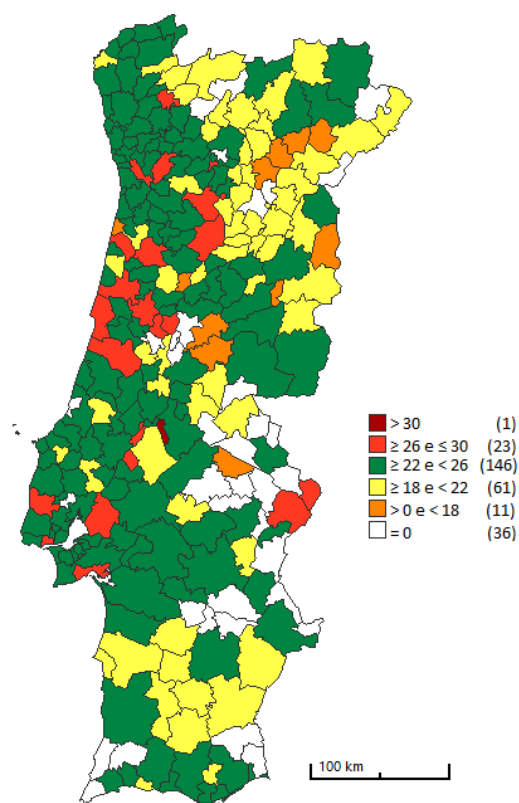 > 30 (1)
≥ 26 e ≤ 30 (23)
≥ 22 e < 26 (146)
≥ 18 e < 22 (61)
> 0 e < 18 (11)
= 0 (36)
100 km